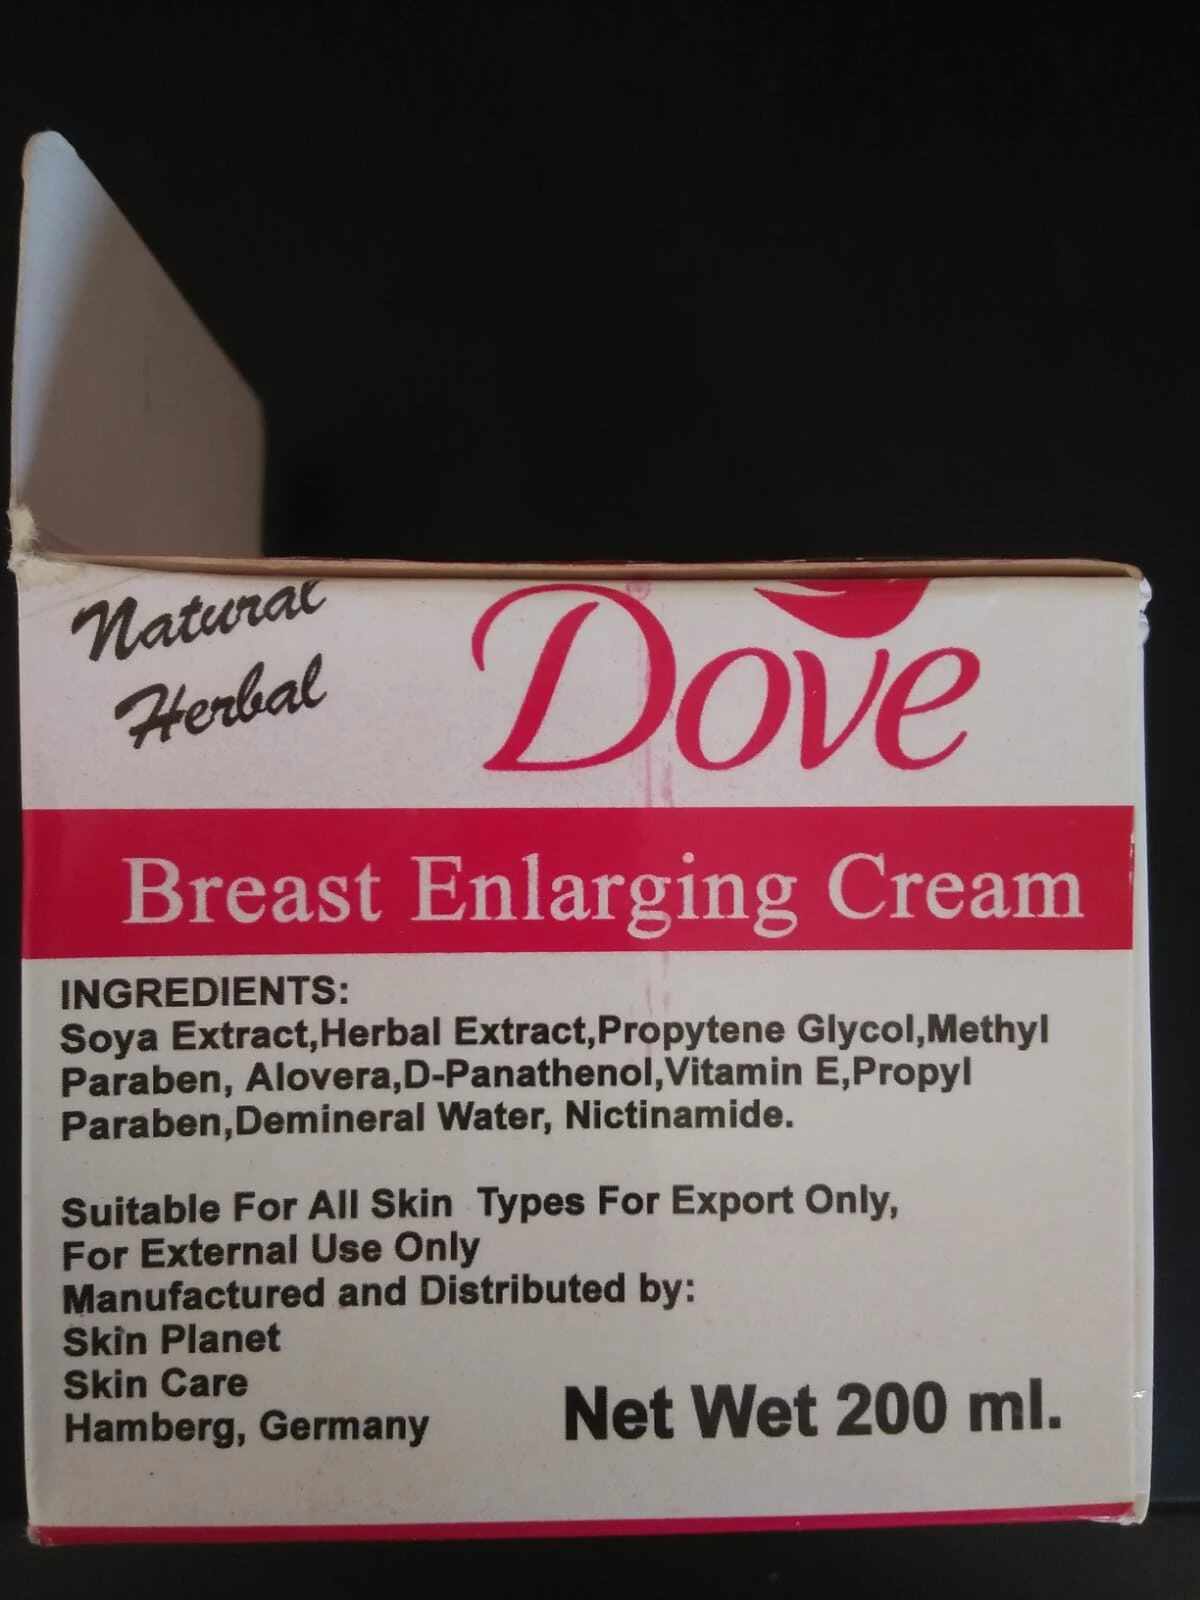 Natural
Herbal
Dove
Breast Enlarging Cream
INGREDIENTS:
Soya Extract,Herbal Extract,Propytene Glycol,Methyl
Paraben, Alovera,D-Panathenol,Vitamin E,Propyl
Paraben,Demineral Water, Nictinamide.
Suitable For All Skin Types For Export Only,
For External Use Only
Manufactured and Distributed by:
Skin Planet
Skin Care
Hamberg, Germany
Net Wet 200 ml.